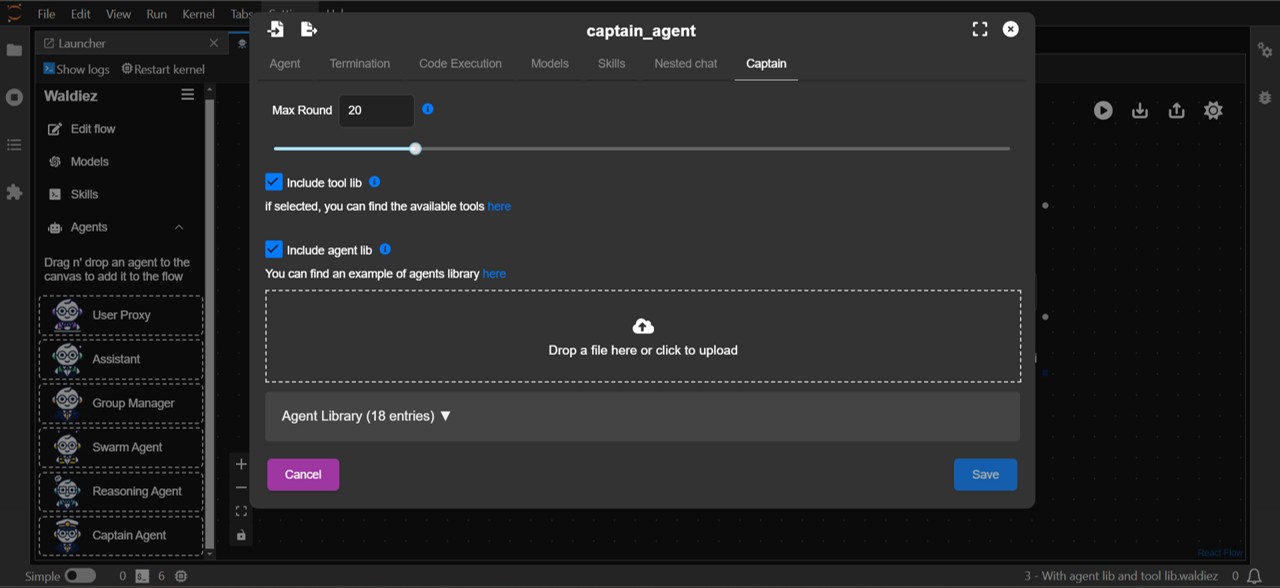 File Edit View Run Kernel Tabs
captain_agent
Launcher
Show logs Restart kernel
Agent Termination Code Execution Models Skills Nested chat Captain
Waldiez
Edit flow
Models
Skills
Agents
Drag n' drop an agent to the
canvas to add it to the flow
User Proxy
Assistant
Group Manager
Swarm Agent
Reasoning Agent
Captain Agent
Max Round 20
Include tool lib
if selected, you can find the available tools here
Include agent lib
You can find an example of agents library here
Drop a file here or click to upload
Agent Library (18 entries) ▼
Cancel Save
React Flow
Simple 0 6 3 - With agent lib and tool lib.waldiez 0